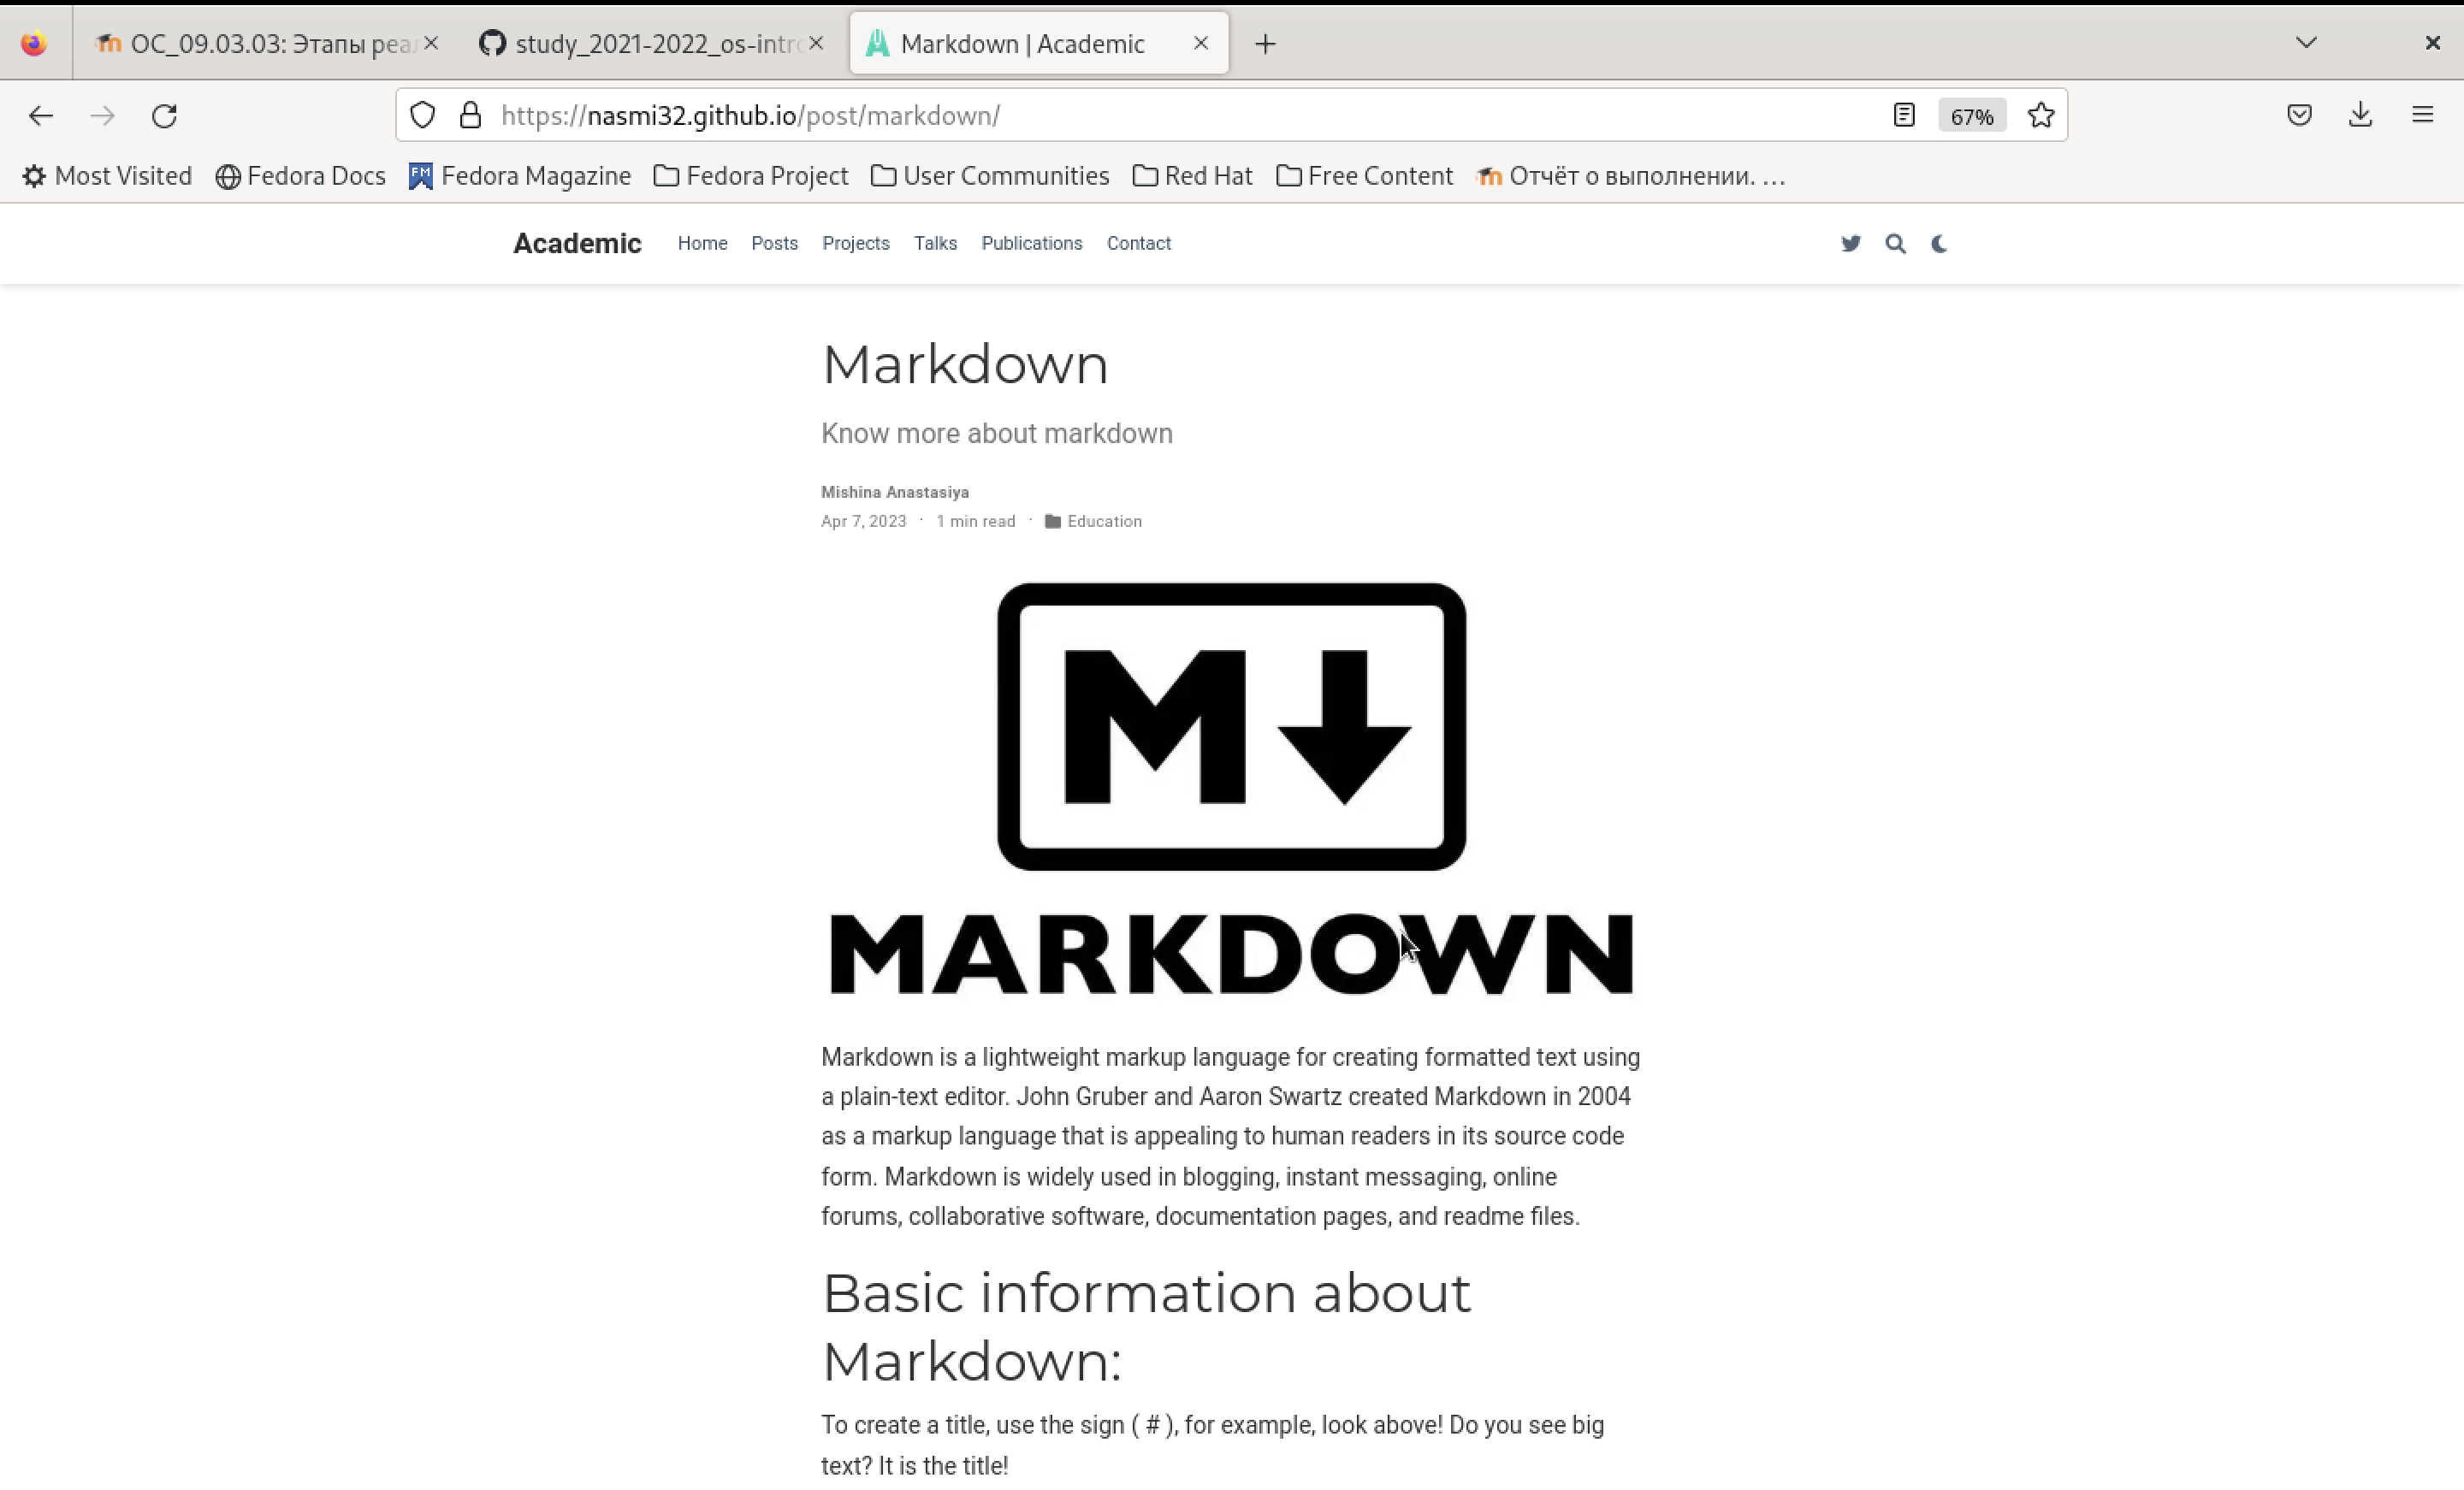 ОС_09.03.03: Этапы реа
study_2021-2022_os-intro
Markdown | Academic
https://nasmi32.github.io/post/markdown/
67%
Most Visited
Fedora Docs
FM
Fedora Magazine
Fedora Project
User Communities
Red Hat
Free Content
Отчёт о выполнении. …
Academic
Home
Posts
Projects
Talks
Publications
Contact
Markdown
Know more about markdown
Mishina Anastasiya
Apr 7, 2023 · 1 min read · Education
M
MARKDOWN
Markdown is a lightweight markup language for creating formatted text using
a plain-text editor. John Gruber and Aaron Swartz created Markdown in 2004
as a markup language that is appealing to human readers in its source code
form. Markdown is widely used in blogging, instant messaging, online
forums, collaborative software, documentation pages, and readme files.
Basic information about
Markdown:
To create a title, use the sign ( # ), for example, look above! Do you see big
text? It is the title!